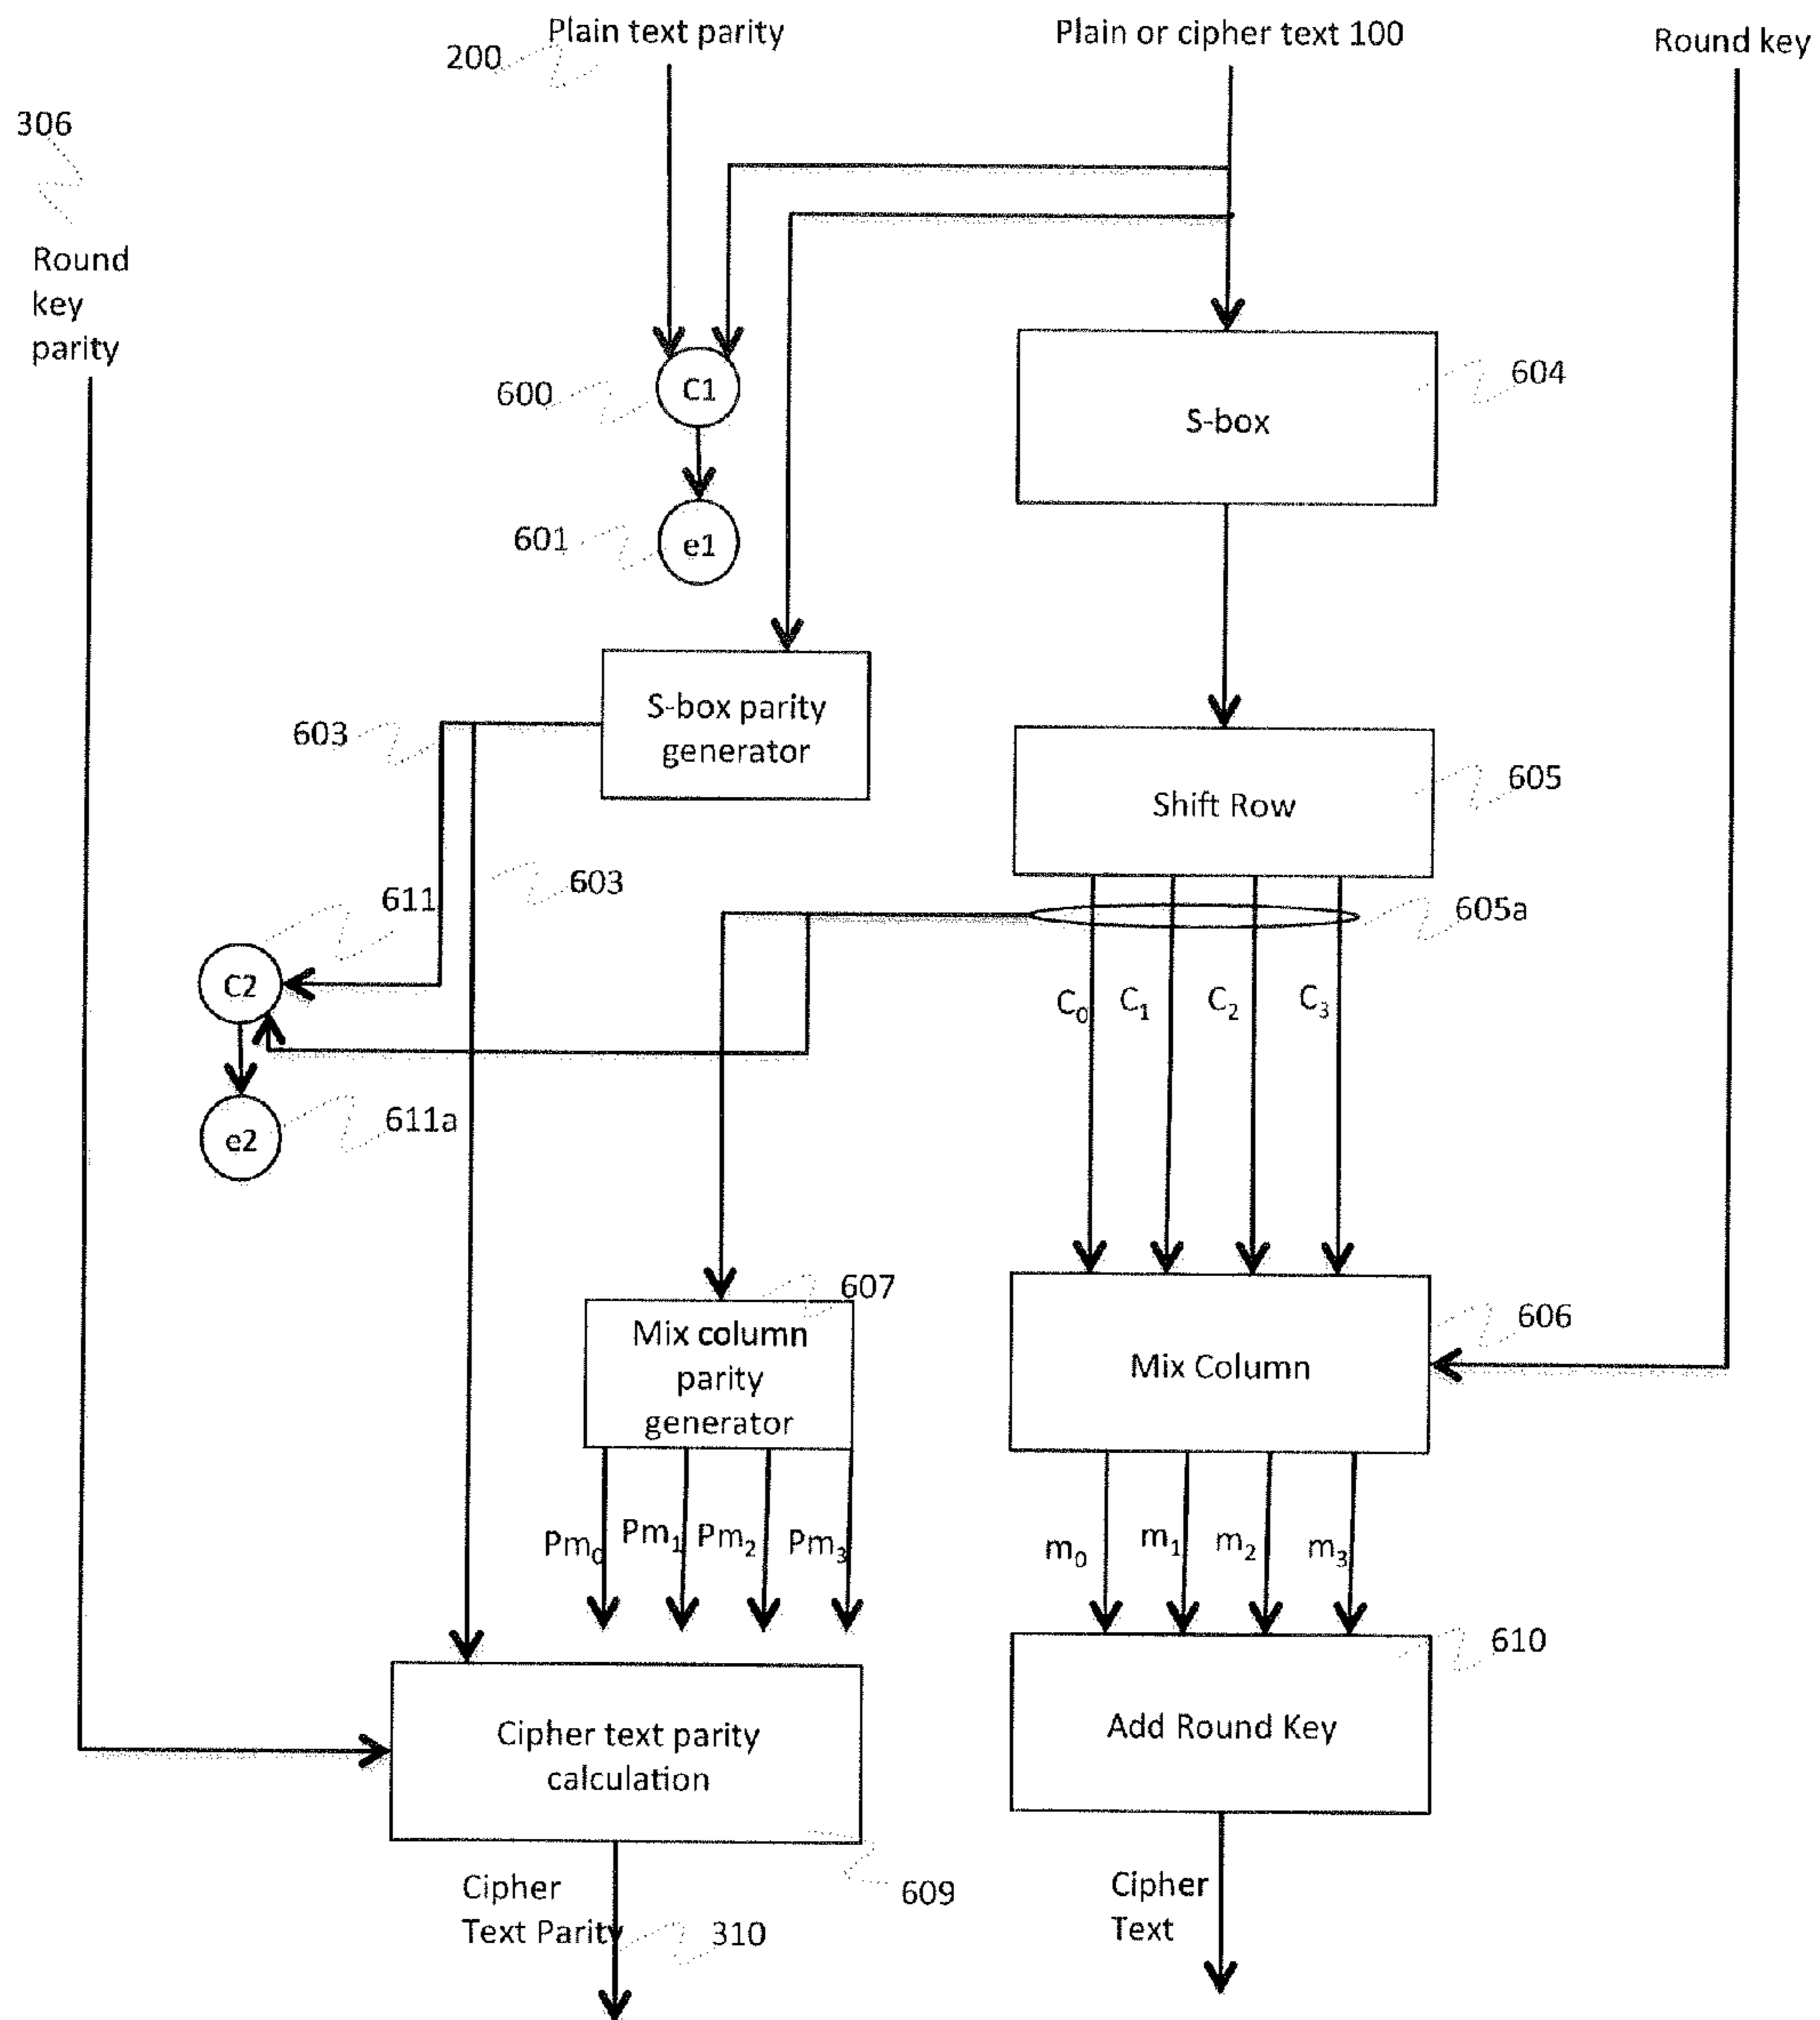 Plain text parity
200
Plain or cipher text 100
Round key
306
Round
key
parity
C1
600
604
S-box
601
e1
S-box parity
generator
603
605
Shift Row
603
611
605a
C2
C0
C1
C2
C3
e2
611a
607
Mix column
parity
generator
606
Mix Column
Pm0
Pm1
Pm2
Pm3
m0
m1
m2
m3
610
Cipher text parity
calculation
Add Round Key
609
Cipher
Text Parity
310
Cipher
Text